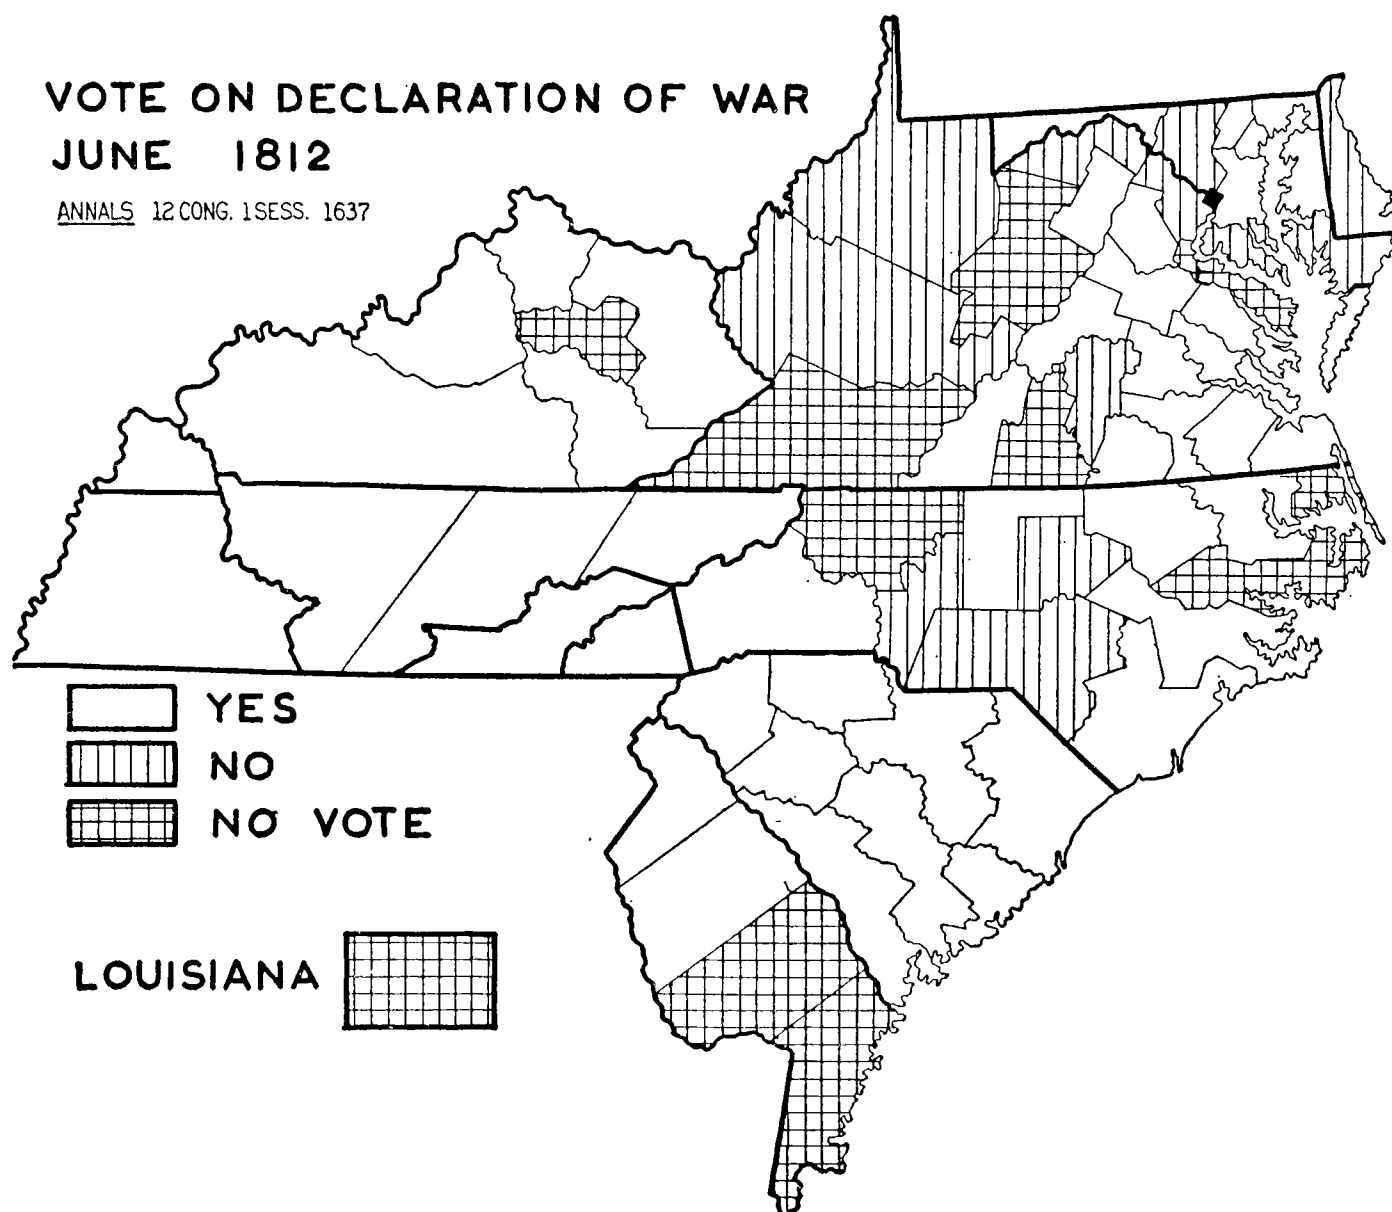 VOTE ON DECLARATION OF WAR
JUNE 1812
ANNALS 12 CONG. 1 SESS. 1637
YES
NO
NO VOTE
LOUISIANA